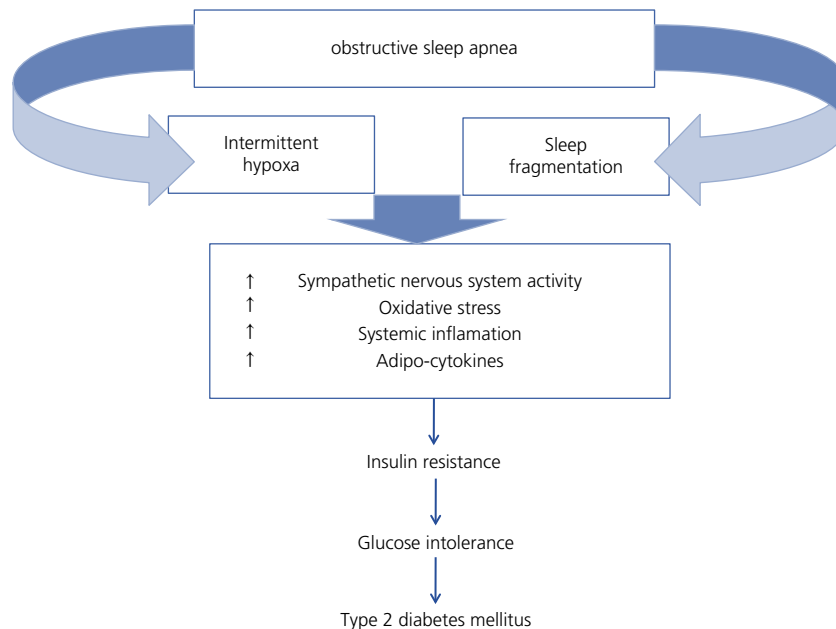 obstructive sleep apnea
Intermittent
hypoxa
Sleep
fragmentation
↑ Sympathetic nervous system activity
↑ Oxidative stress
↑ Systemic inflamation
↑ Adipo-cytokines
Insulin resistance
Glucose intolerance
Type 2 diabetes mellitus